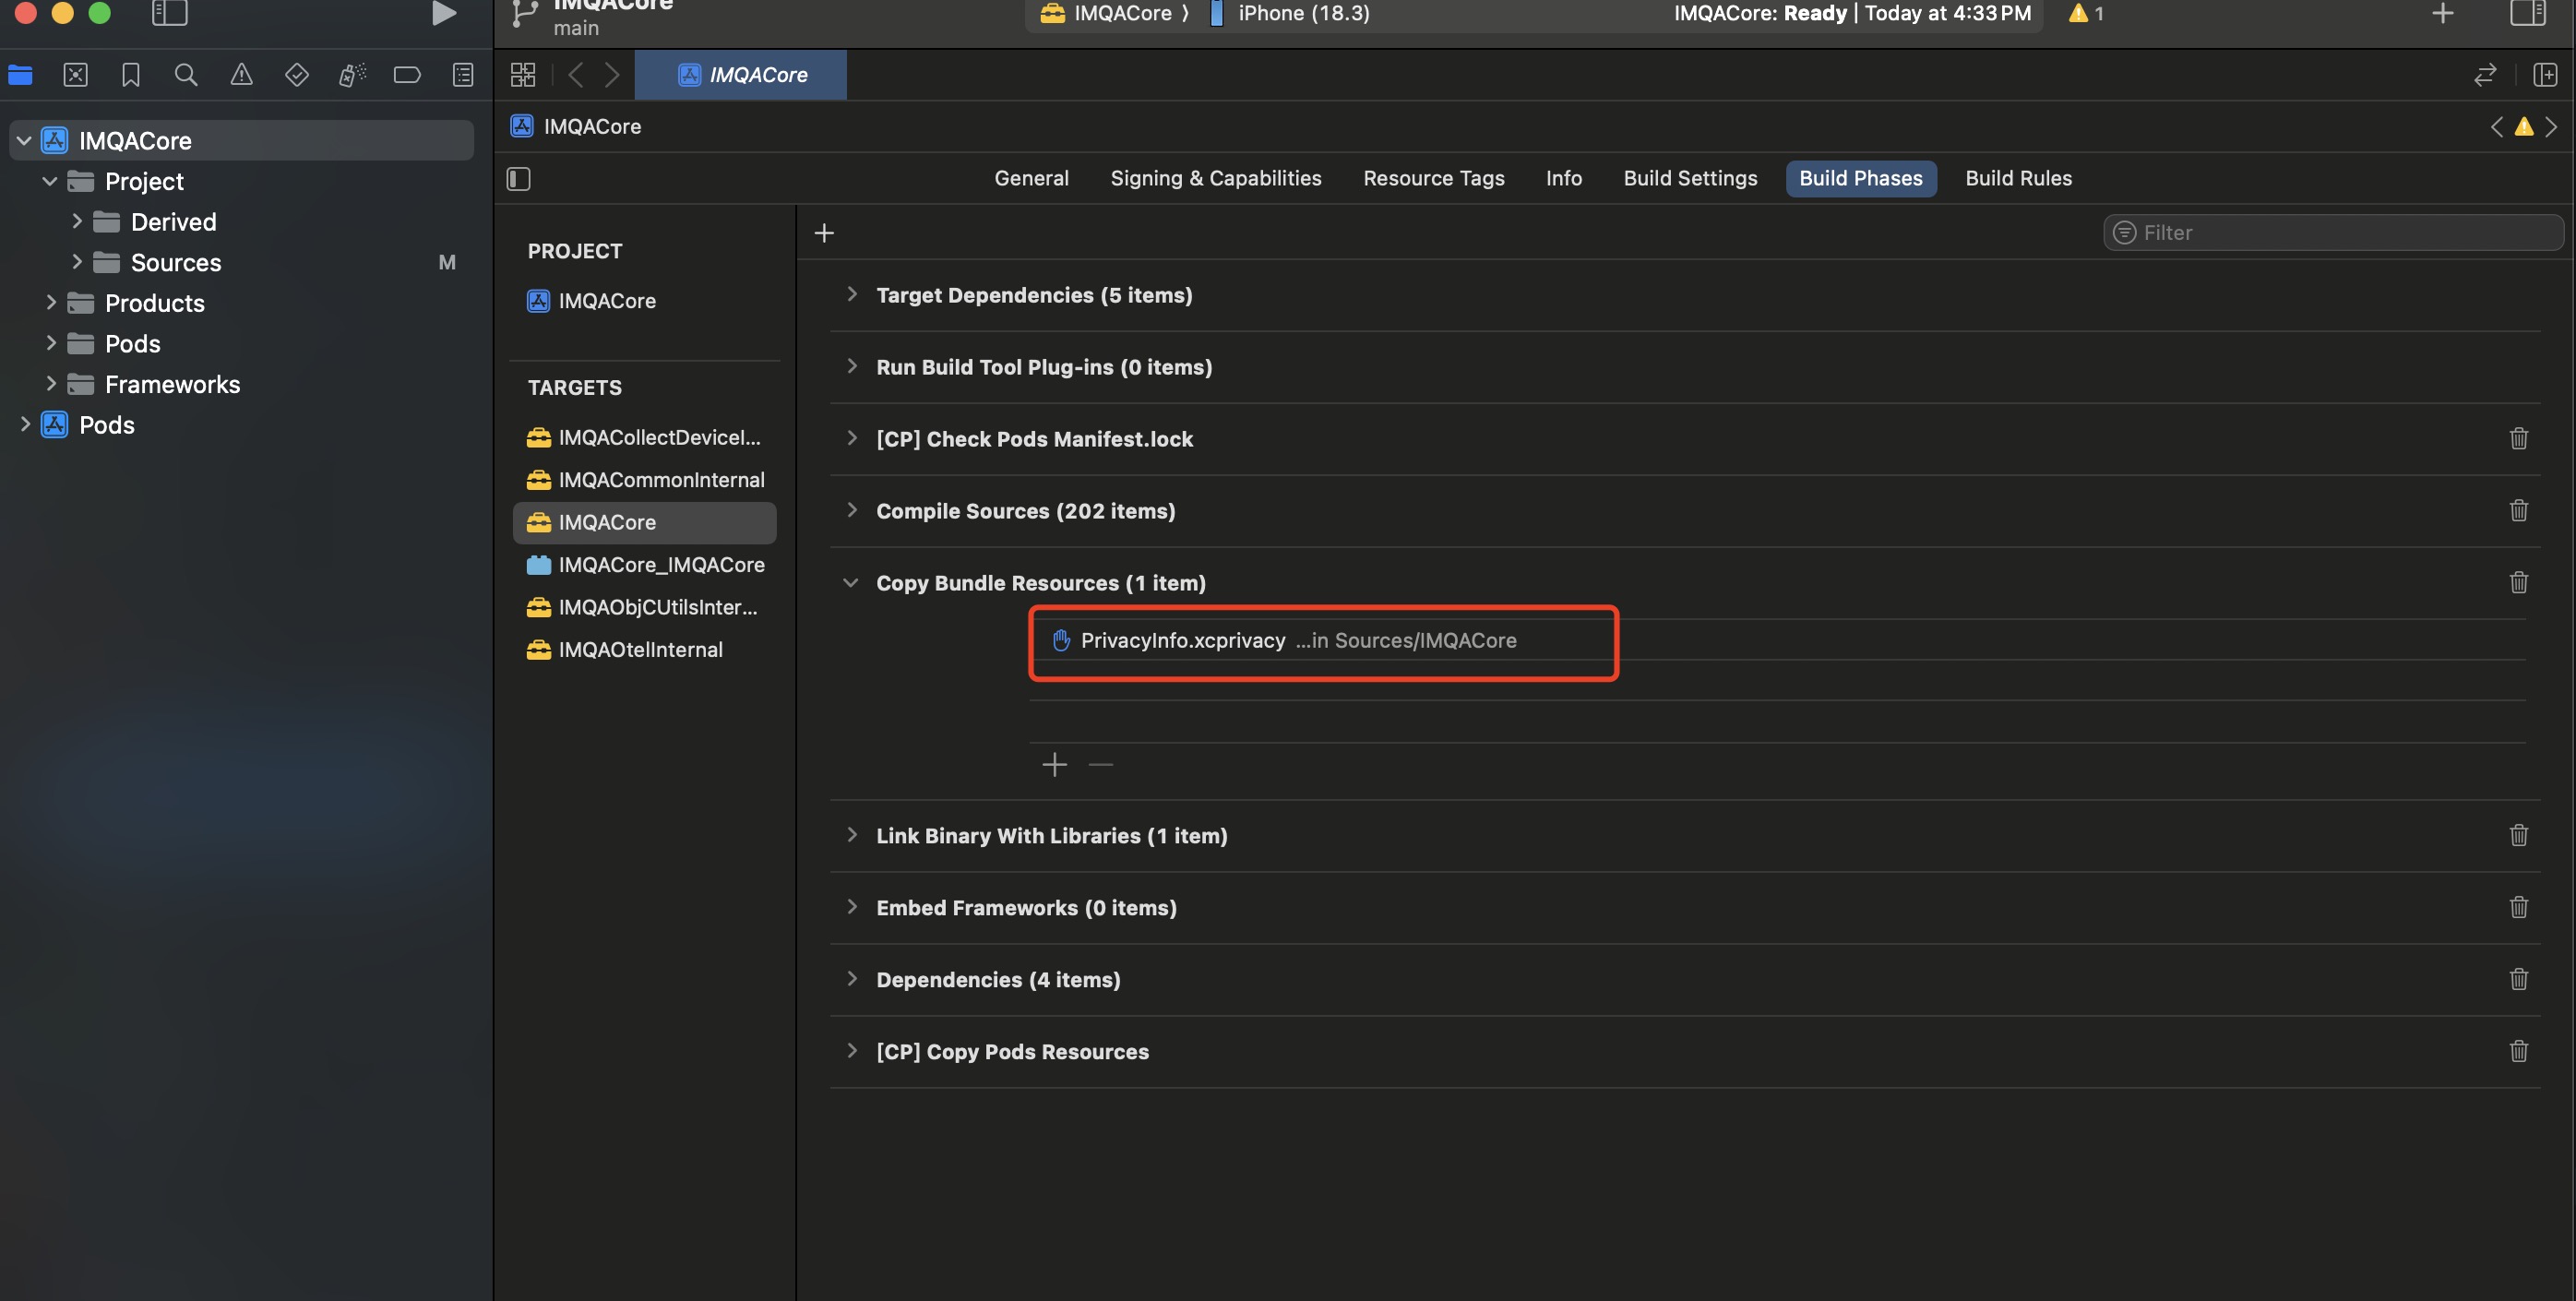 IMQACore
main
IMQACore
iPhone (18.3)
IMQACore: Ready | Today at 4:33 PM
1
IMQACore
IMQACore
IMQACore
Project
Derived
Sources
M
Products
Pods
Frameworks
Pods
General
Signing & Capabilities
Resource Tags
Info
Build Settings
Build Phases
Build Rules
Filter
PROJECT
IMQACore
TARGETS
IMQACollectDeviceI...
IMQACommonInternal
IMQACore
IMQACore_IMQACore
IMQAObjCUtilsInter...
IMQAOtelInternal
Target Dependencies (5 items)
Run Build Tool Plug-ins (0 items)
[CP] Check Pods Manifest.lock
Compile Sources (202 items)
Copy Bundle Resources (1 item)
PrivacyInfo.xcprivacy ...in Sources/IMQACore
Link Binary With Libraries (1 item)
Embed Frameworks (0 items)
Dependencies (4 items)
[CP] Copy Pods Resources